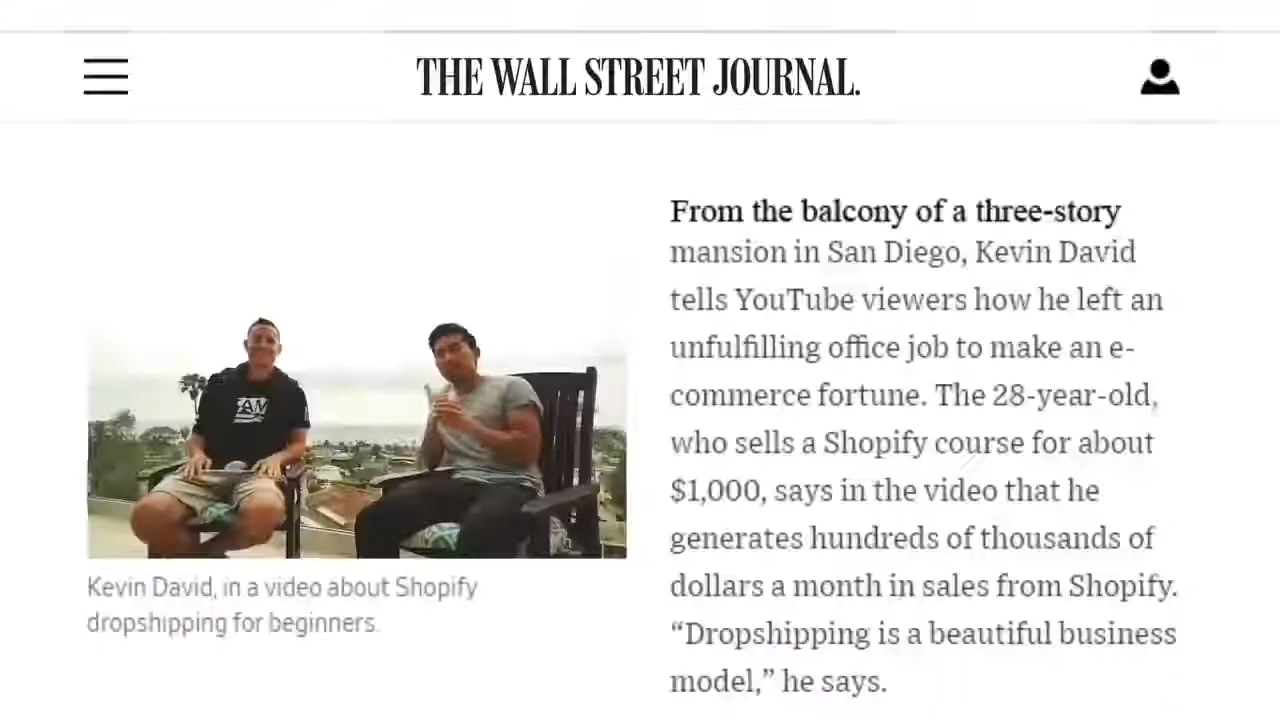 THE WALL STREET JOURNAL.
From the balcony of a three-story
mansion in San Diego, Kevin David
tells YouTube viewers how he left an
unfulfilling office job to make an e-
commerce fortune. The 28-year-old,
who sells a Shopify course for about
$1,000, says in the video that he
generates hundreds of thousands of
dollars a month in sales from Shopify.
“Dropshipping is a beautiful business
model,” he says.
AM
Kevin David, in a video about Shopify
dropshipping for beginners.